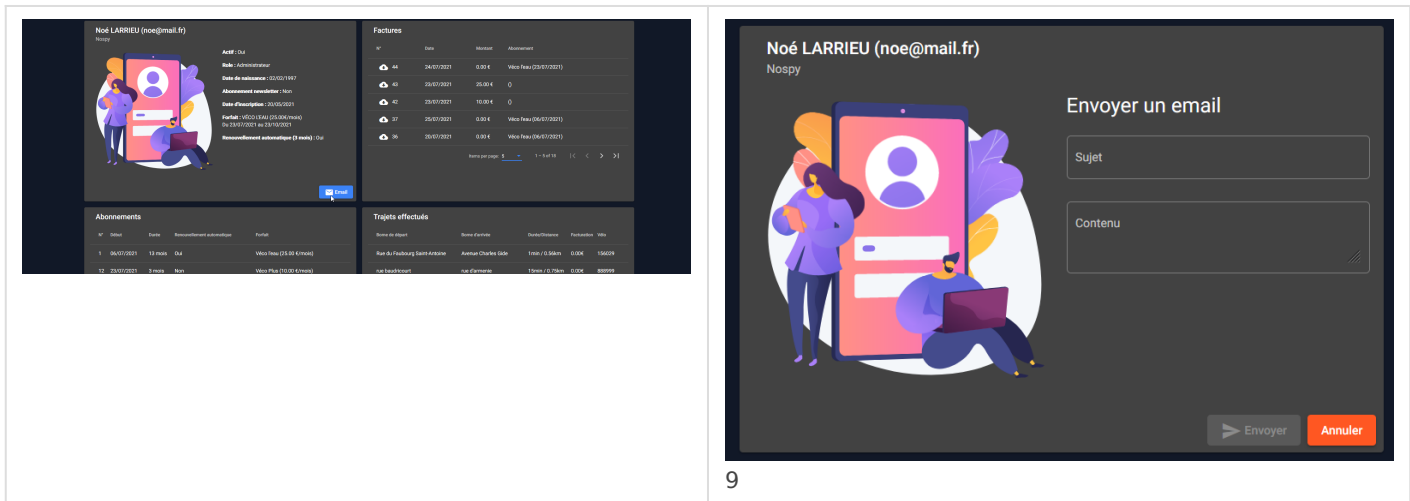 Noé LARRIEU (noe@mail.fr)
Nospy
Actif : Oui
Role : Administrateur
Date de naissance : 02/02/1997
Abonnement newsletter : Non
Date d'inscription : 20/05/2021
Forfait : VÉCO L'EAU (25.00€/mois)
Du 23/07/2021 au 23/10/2021
Renouvellement automatique (3 mois) : Oui
Email
Factures
N° Date Montant Abonnement
44 24/07/2021 0.00 € Véco l'eau (23/07/2021)
43 23/07/2021 25.00 € ()
42 23/07/2021 10.00 € ()
37 25/07/2021 0.00 € Véco l'eau (06/07/2021)
36 20/07/2021 0.00 € Véco l'eau (06/07/2021)
Items per page: 5 1 – 5 of 10
Abonnements
N° Début Durée Renouvellement automatique Forfait
1 06/07/2021 13 mois Oui Véco l'eau (25.00 €/mois)
12 23/07/2021 3 mois Non Véco Plus (10.00 €/mois)
Trajets effectués
Borne de départ Borne d'arrivée Durée/Distance Facturation Vélo
Rue du Faubourg Saint-Antoine Avenue Charles Gide 1min / 0.56km 0.00€ 156029
rue baudricourt rue d'armenie 15min / 0.76km 0.00€ 888999
Noé LARRIEU (noe@mail.fr)
Nospy
Envoyer un email
Sujet
Contenu
Envoyer Annuler
9